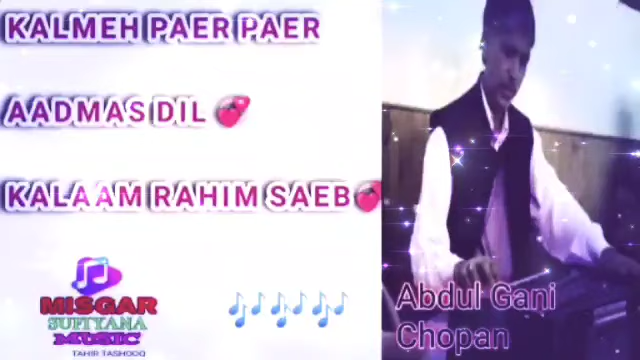 KALMEH PAER PAER
AADMAS DIL
KALAAM RAHIM SAEB
MISGAR
SUFIYANA
MUSIC
TAHIR TASHOOQ
Abdul Gani
Chopan